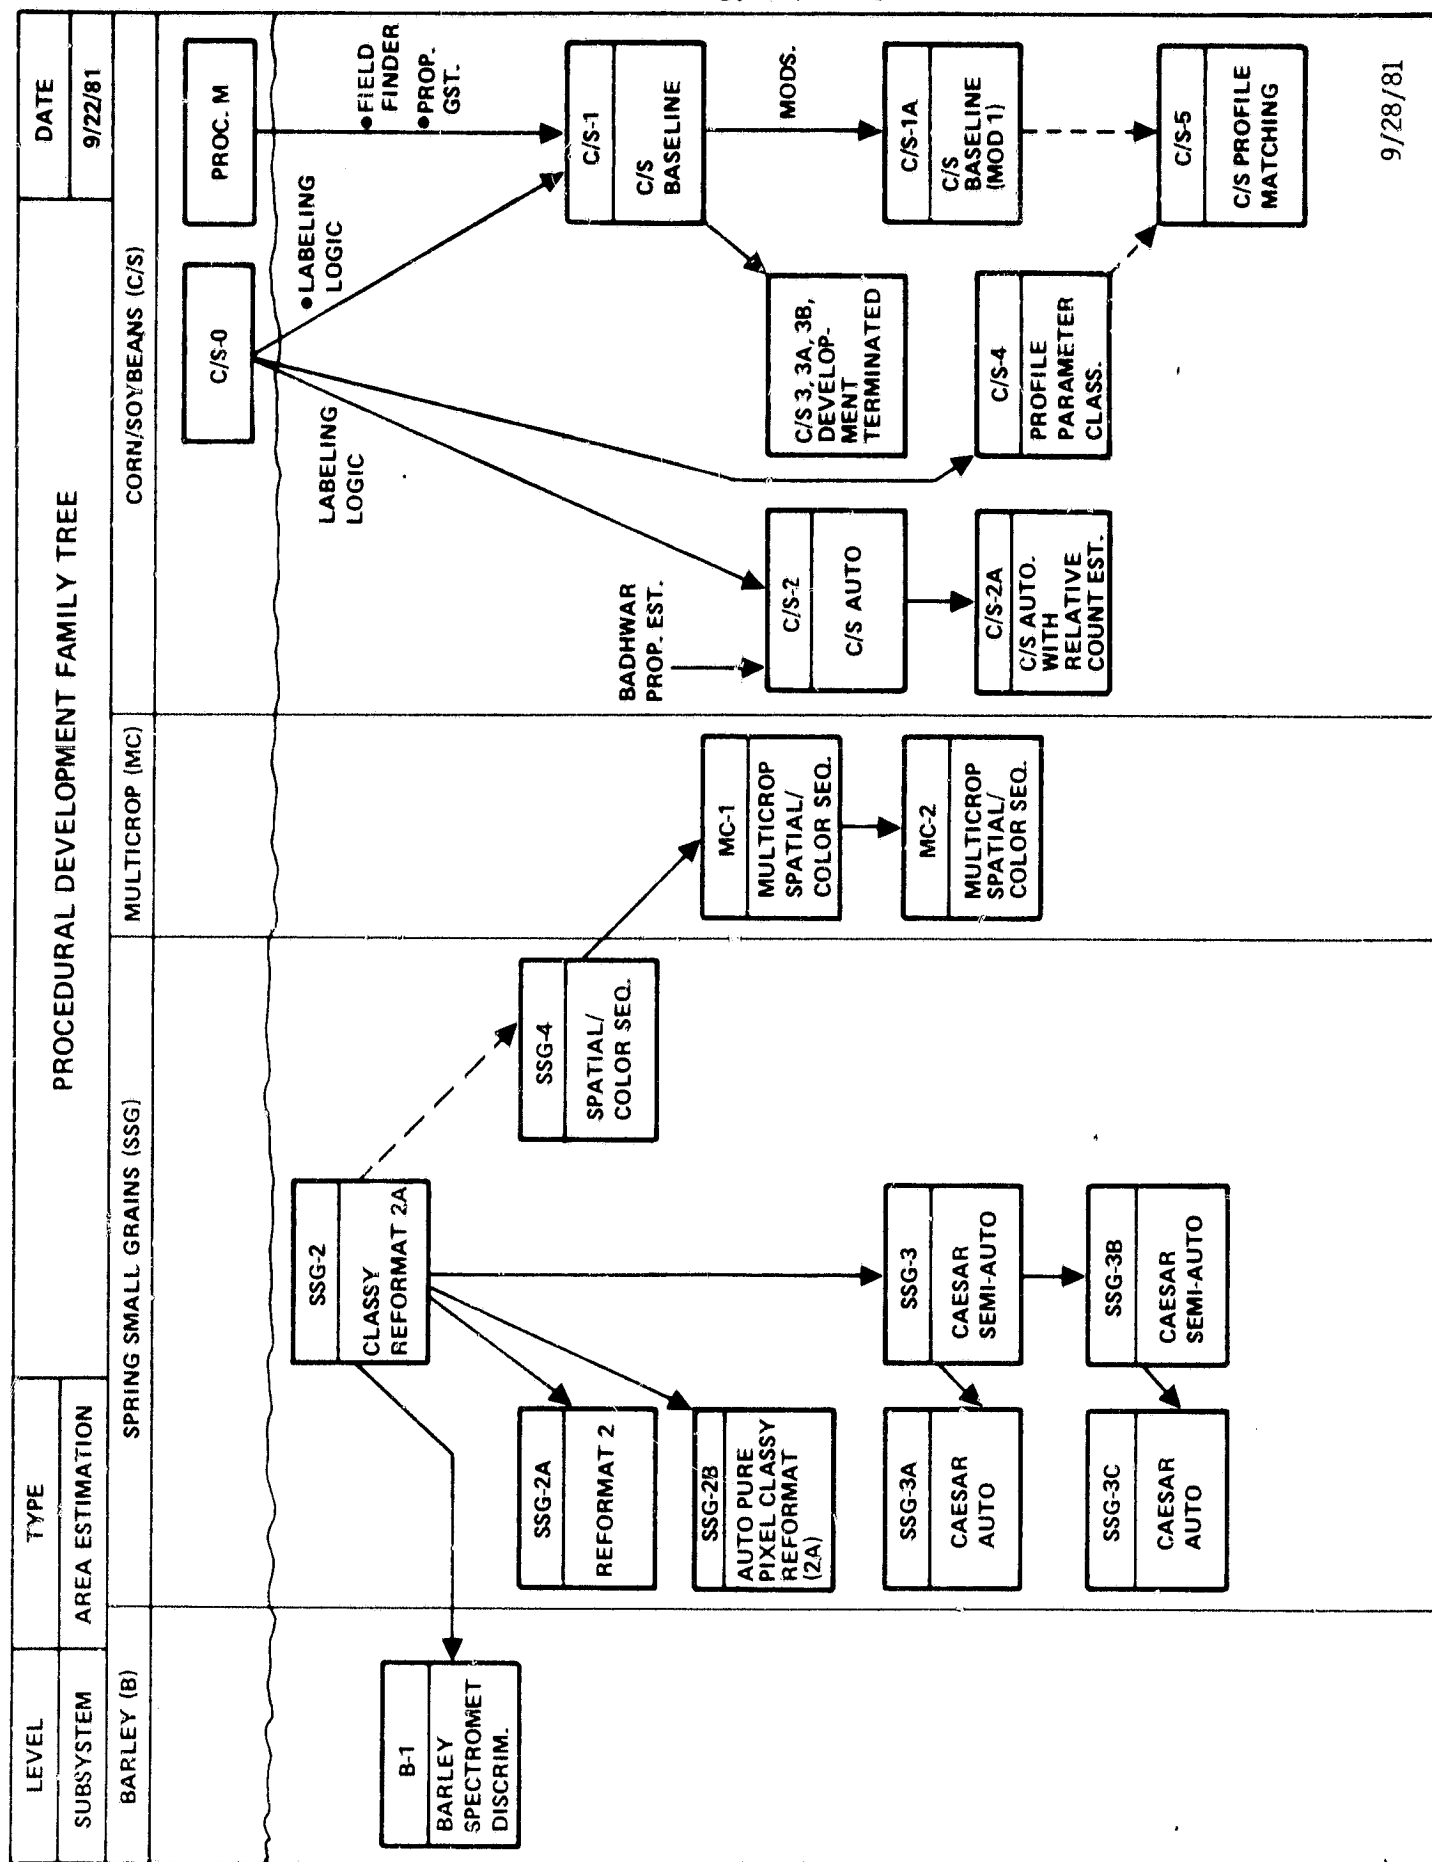 LEVEL
TYPE
PROCEDURAL DEVELOPMENT FAMILY TREE
DATE
SUBSYSTEM
AREA ESTIMATION
9/22/81
BARLEY (B)
SPRING SMALL GRAINS (SSG)
MULTICROP (MC)
CORN/SOYBEANS (C/S)
B-1
BARLEY
SPECTROMET
DISCRIM.
SSG-2
CLASSY
REFORMAT 2A
SSG-2A
REFORMAT 2
SSG-2B
AUTO PURE
PIXEL CLASSY
REFORMAT
(2A)
SSG-3
CAESAR
SEMI-AUTO
SSG-3A
CAESAR
AUTO
SSG-3B
CAESAR
SEMI-AUTO
SSG-3C
CAESAR
AUTO
SSG-4
SPATIAL/
COLOR SEQ.
MC-1
MULTICROP
SPATIAL/
COLOR SEQ.
MC-2
MULTICROP
SPATIAL/
COLOR SEQ.
C/S-0
PROC. M
LABELING
LOGIC
●LABELING
LOGIC
●FIELD
FINDER
●PROP.
GST.
BADHWAR
PROP. EST.
C/S-2
C/S AUTO
C/S-2A
C/S AUTO.
WITH
RELATIVE
COUNT EST.
C/S-1
C/S
BASELINE
MODS.
C/S 3, 3A, 3B,
DEVELOP-
MENT
TERMINATED
C/S-1A
C/S
BASELINE
(MOD 1)
C/S-4
PROFILE
PARAMETER
CLASS.
C/S-5
C/S PROFILE
MATCHING
9/28/81